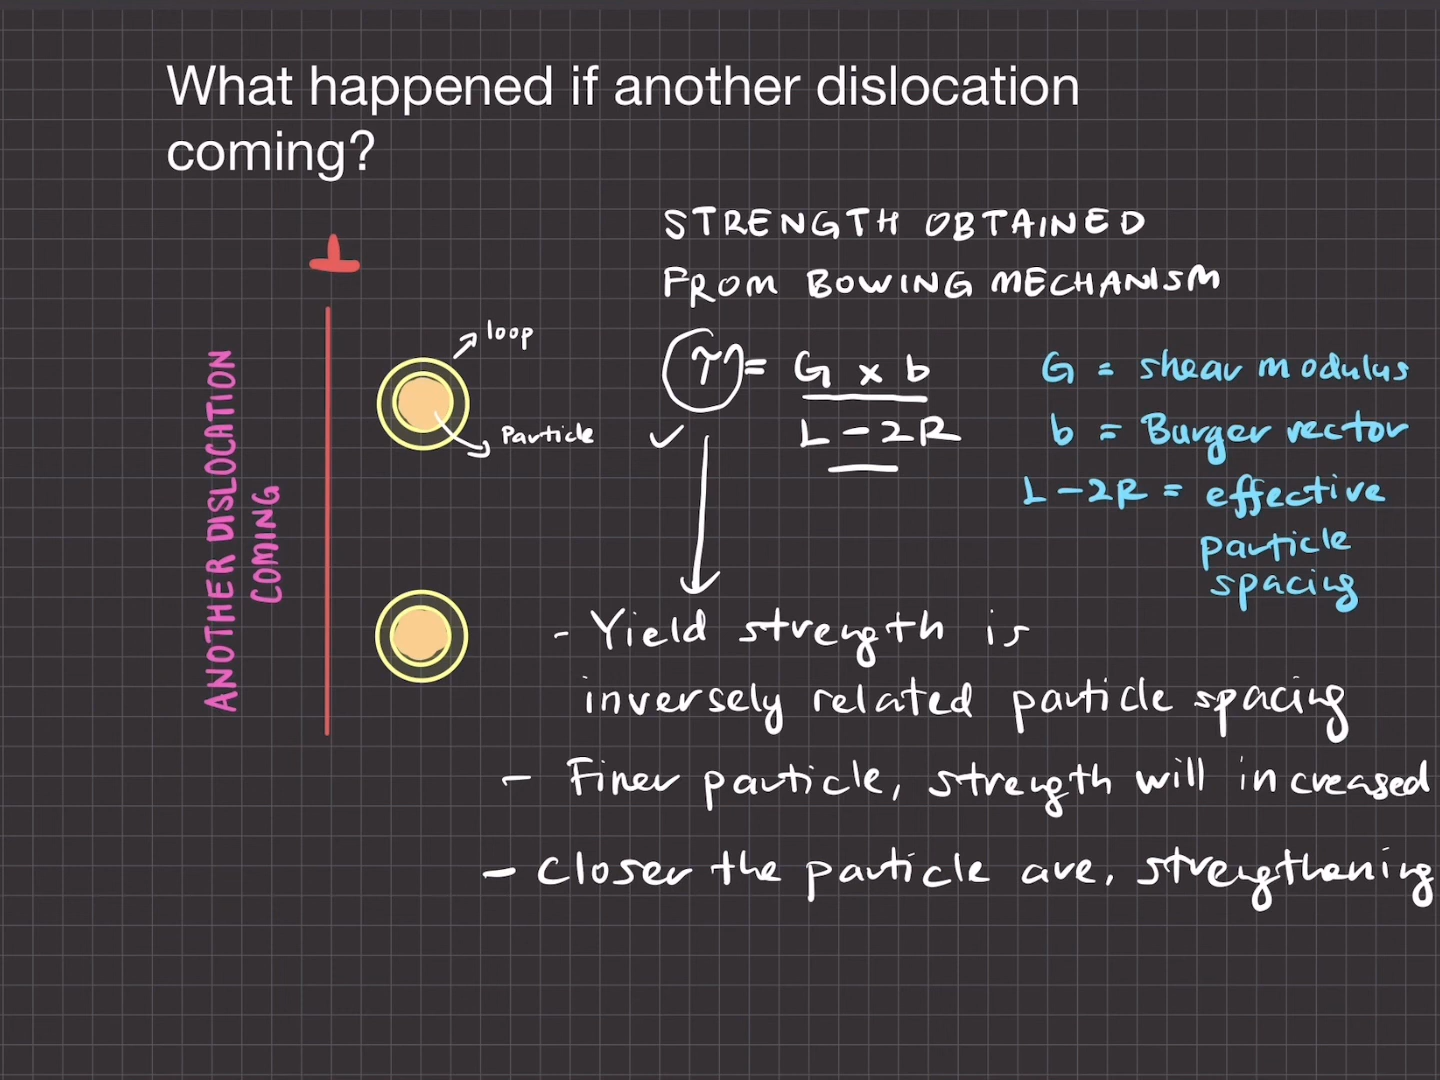 What happened if another dislocation
coming?
STRENGTH OBTAINED
FROM BOWING MECHANISM
loop
Particle
ANOTHER DISLOCATION
COMING
τ = G x b
L - 2R
G = shear modulus
b = Burger vector
L - 2R = effective
particle
spacing
- Yield strength is
inversely related particle spacing
- Finer particle, strength will increased
- Closer the particle are, strengthening